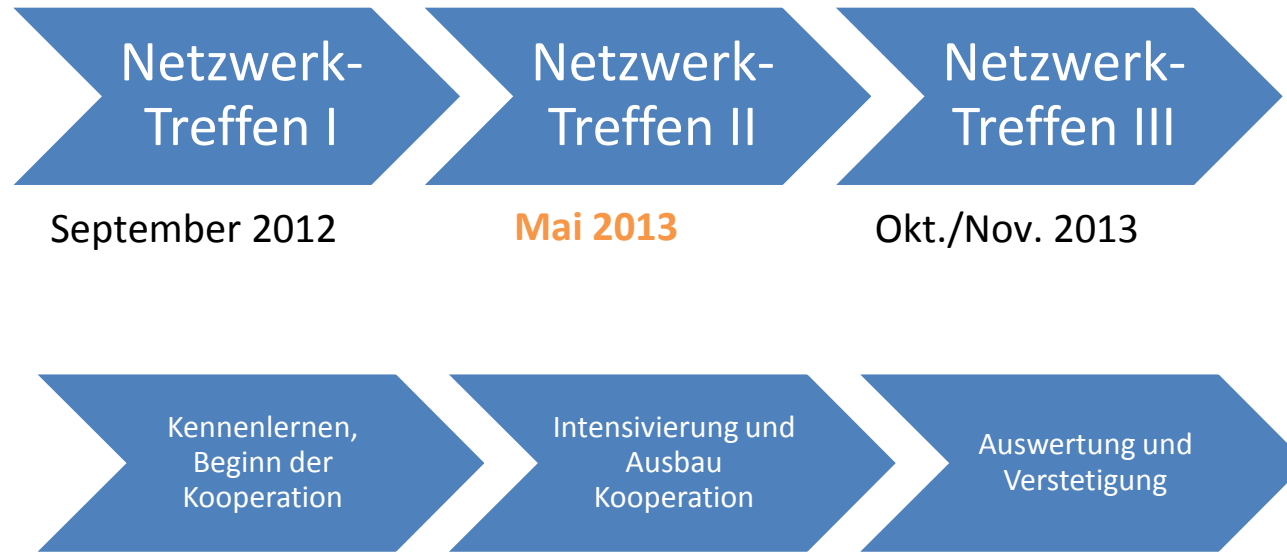 Netzwerk-
Treffen I
Netzwerk-
Treffen II
Netzwerk-
Treffen III
September 2012
Mai 2013
Okt./Nov. 2013
Kennenlernen,
Beginn der
Kooperation
Intensivierung und
Ausbau
Kooperation
Auswertung und
Verstetigung